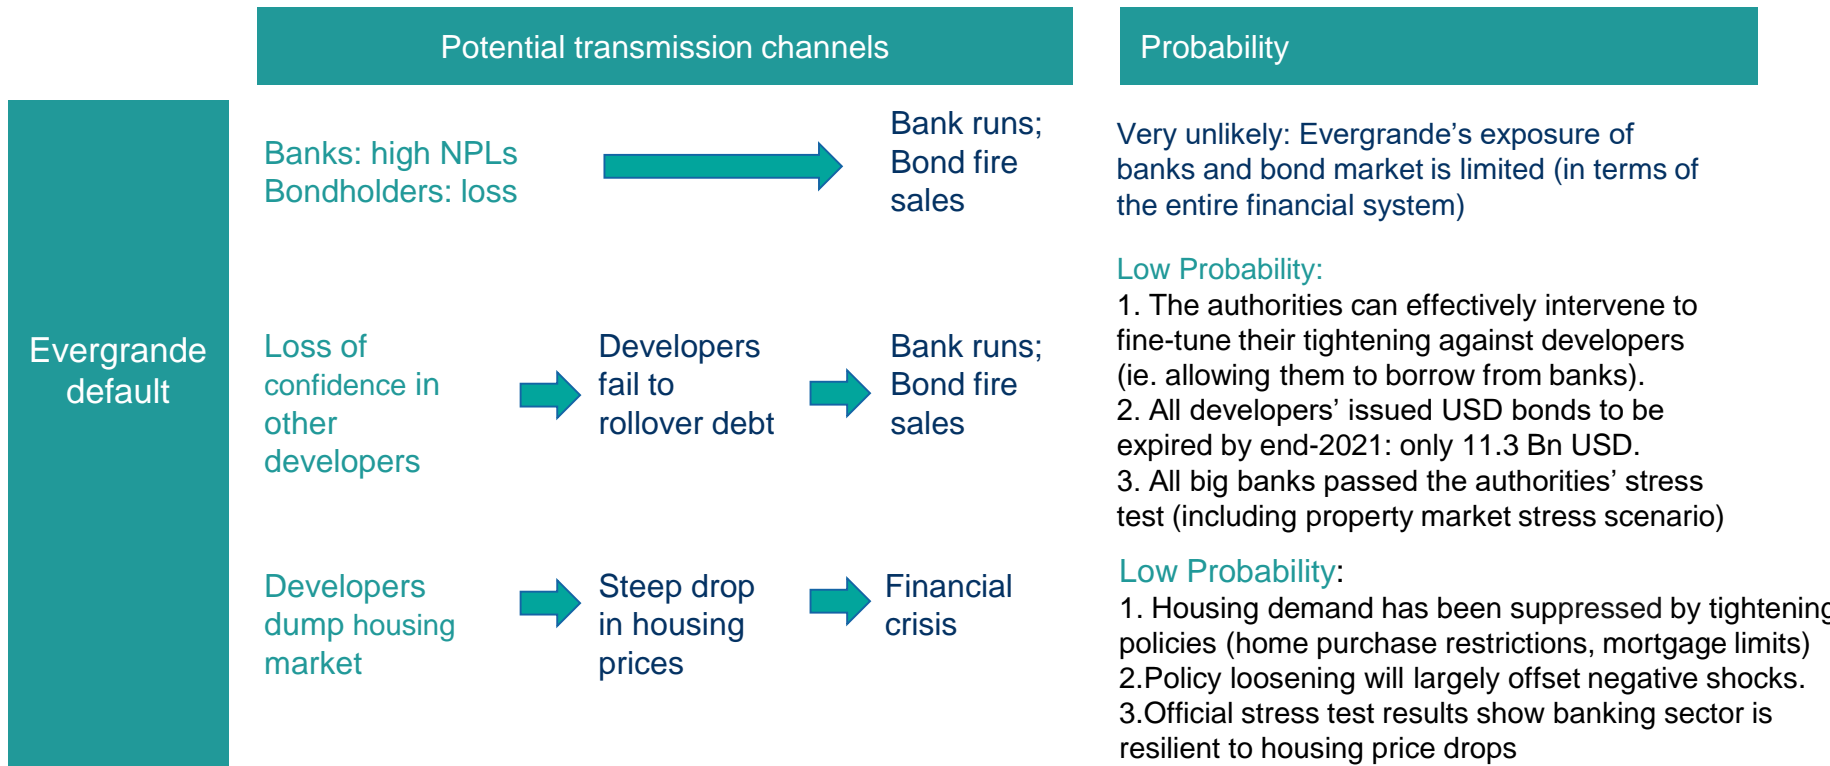 Potential transmission channels
Probability
Evergrande
default
Banks: high NPLs
Bondholders: loss
Bank runs;
Bond fire
sales
Very unlikely: Evergrande’s exposure of
banks and bond market is limited (in terms of
the entire financial system)
Loss of
confidence in
other
developers
Developers
fail to
rollover debt
Bank runs;
Bond fire
sales
Low Probability:
1. The authorities can effectively intervene to
fine-tune their tightening against developers
(ie. allowing them to borrow from banks).
2. All developers’ issued USD bonds to be
expired by end-2021: only 11.3 Bn USD.
3. All big banks passed the authorities’ stress
test (including property market stress scenario)
Developers
dump housing
market
Steep drop
in housing
prices
Financial
crisis
Low Probability:
1. Housing demand has been suppressed by tightening
policies (home purchase restrictions, mortgage limits)
2.Policy loosening will largely offset negative shocks.
3.Official stress test results show banking sector is
resilient to housing price drops